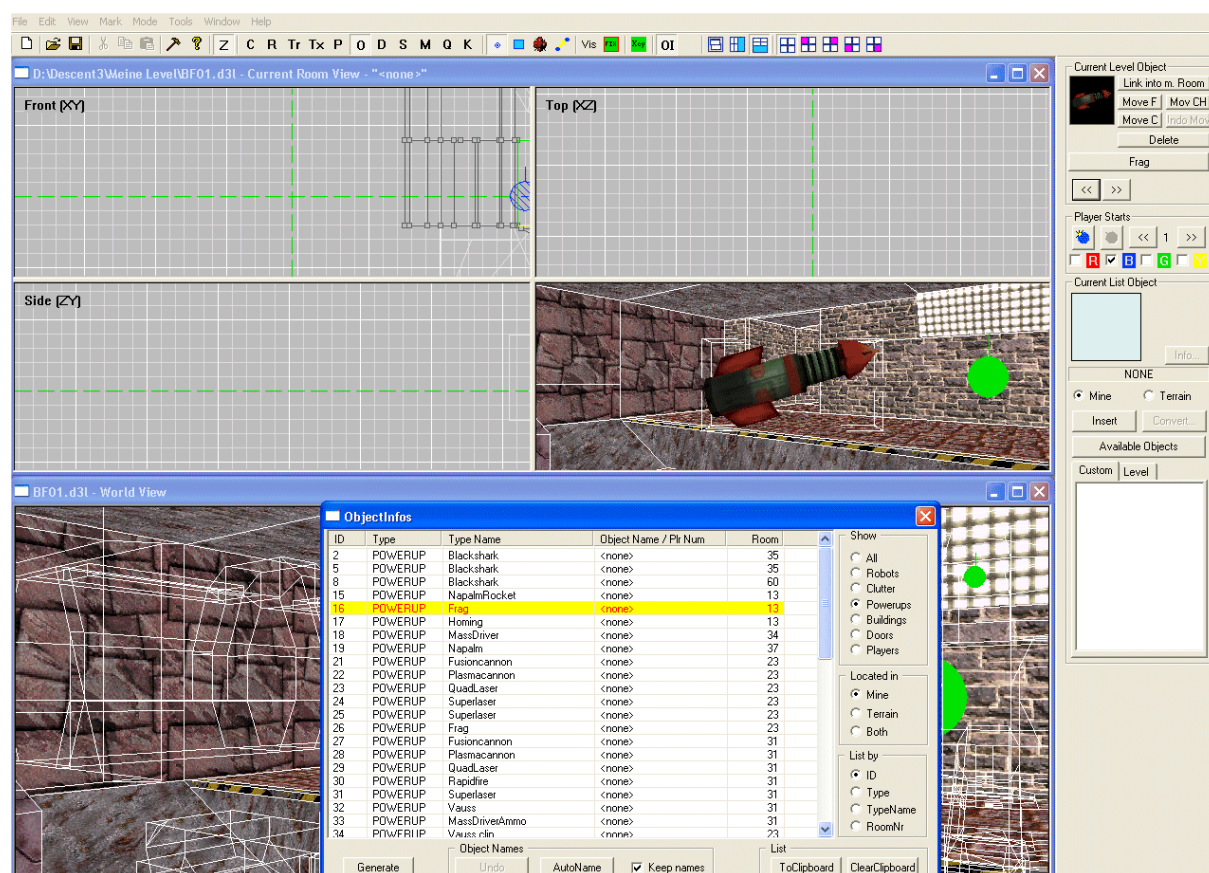 File Edit View Mark Mode Tools Window Help
Z C R Tr Tx P O D S M Q K Vis FIX Key OI
D:\Descent3\Meine Level\BF01.d3l - Current Room View - "<none>"
Front (XY)
Top (XZ)
Side (ZY)
Current Level Object
Link into m. Room
Move F Mov CH
Move C Undo Mov
Delete
Frag
<< >>
Player Starts
<< 1 >>
R B G Y
Current List Object
Info...
NONE
Mine Terrain
Insert Convert...
Available Objects
Custom Level
BF01.d3l - World View
ObjectInfos
ID Type Type Name Object Name / Plr Num Room
2 POWERUP Blackshark <none> 35
5 POWERUP Blackshark <none> 35
8 POWERUP Blackshark <none> 60
15 POWERUP NapalmRocket <none> 13
16 POWERUP Frag <none> 13
17 POWERUP Homing <none> 13
18 POWERUP MassDriver <none> 34
19 POWERUP Napalm <none> 37
21 POWERUP Fusioncannon <none> 23
22 POWERUP Plasmacannon <none> 23
23 POWERUP QuadLaser <none> 23
24 POWERUP Superlaser <none> 23
25 POWERUP Superlaser <none> 23
26 POWERUP Frag <none> 23
27 POWERUP Fusioncannon <none> 31
28 POWERUP Plasmacannon <none> 31
29 POWERUP QuadLaser <none> 31
30 POWERUP Rapidfire <none> 31
31 POWERUP Superlaser <none> 31
32 POWERUP Vauss <none> 31
33 POWERUP MassDriverAmmo <none> 31
34 POWERUP Vauss clip <none> 23
Show
All
Robots
Clutter
Powerups
Buildings
Doors
Players
Located in
Mine
Terrain
Both
List by
ID
Type
TypeName
RoomNr
Object Names
List
Generate Undo AutoName Keep names ToClipboard ClearClipboard